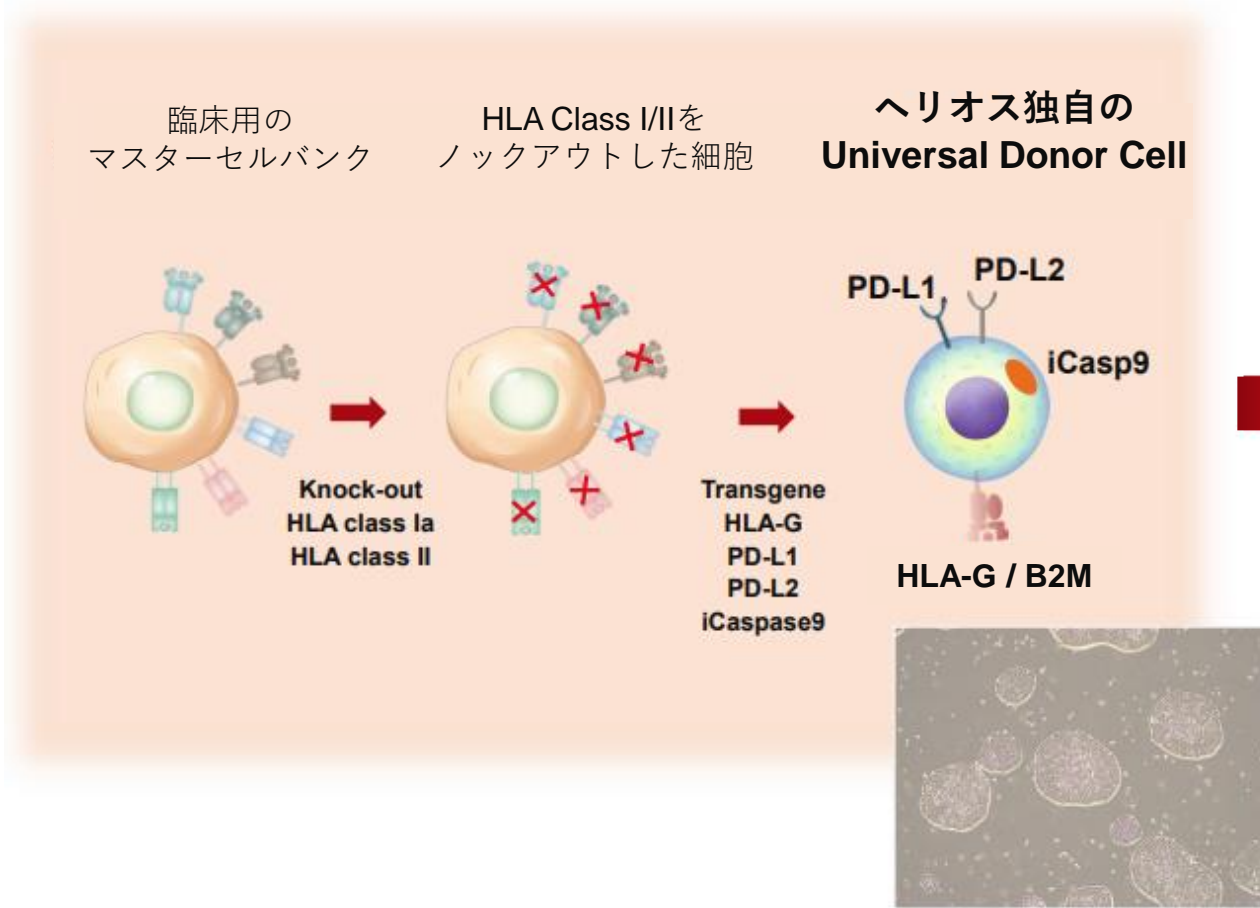 臨床用の
マスターセルバンク
HLA Class I/IIを
ノックアウトした細胞
ヘリオス独自の
Universal Donor Cell
PD-L1
PD-L2
iCasp9
Knock-out
HLA class Ia
HLA class II
Transgene
HLA-G
PD-L1
PD-L2
iCaspase9
HLA-G / B2M